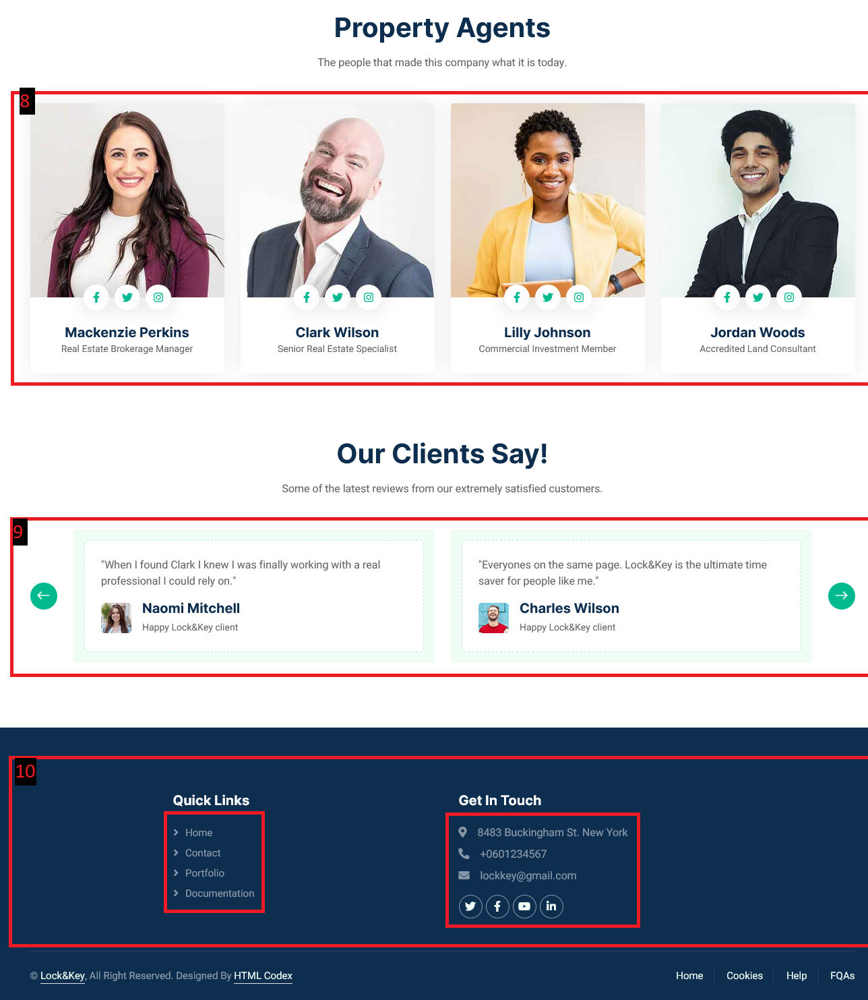 Property Agents
The people that made this company what it is today.
8
Mackenzie Perkins
Real Estate Brokerage Manager
Clark Wilson
Senior Real Estate Specialist
Lilly Johnson
Commercial Investment Member
Jordan Woods
Accredited Land Consultant
Our Clients Say!
Some of the latest reviews from our extremely satisfied customers.
9
"When I found Clark I knew I was finally working with a real
professional I could rely on."
Naomi Mitchell
Happy Lock&Key client
"Everyones on the same page. Lock&Key is the ultimate time
saver for people like me."
Charles Wilson
Happy Lock&Key client
10
Quick Links
Home
Contact
Portfolio
Documentation
Get In Touch
8483 Buckingham St. New York
+0601234567
lockkey@gmail.com
© Lock&Key, All Right Reserved. Designed By HTML Codex
Home Cookies Help FQAs